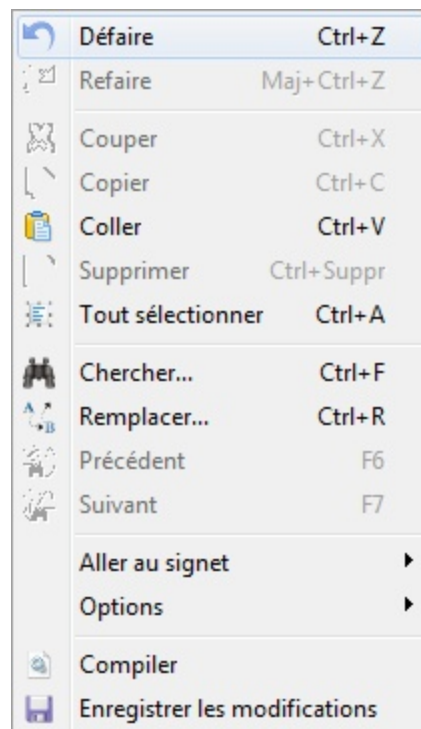 Défaire Ctrl+Z
Refaire Maj+Ctrl+Z
Couper Ctrl+X
Copier Ctrl+C
Coller Ctrl+V
Supprimer Ctrl+Suppr
Tout sélectionner Ctrl+A
Chercher... Ctrl+F
Remplacer... Ctrl+R
Précédent F6
Suivant F7
Aller au signet
Options
Compiler
Enregistrer les modifications